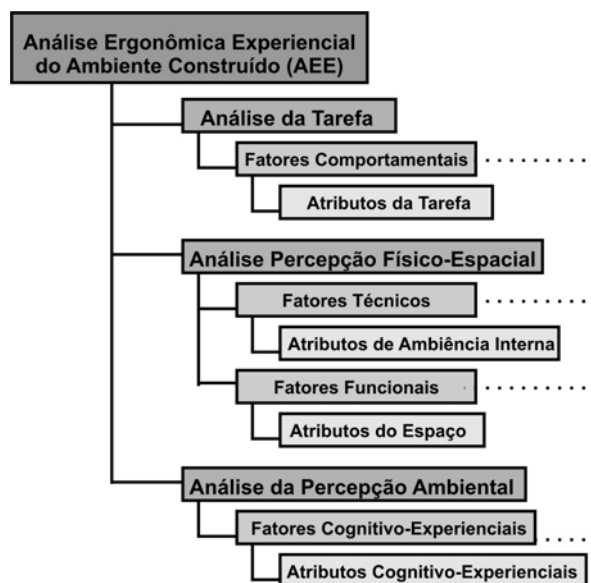 Análise Ergonômica Experiencial
do Ambiente Construído (AEE)
Análise da Tarefa
Fatores Comportamentais
Atributos da Tarefa
Análise Percepção Físico-Espacial
Fatores Técnicos
Atributos de Ambiência Interna
Fatores Funcionais
Atributos do Espaço
Análise da Percepção Ambiental
Fatores Cognitivo-Experienciais
Atributos Cognitivo-Experienciais